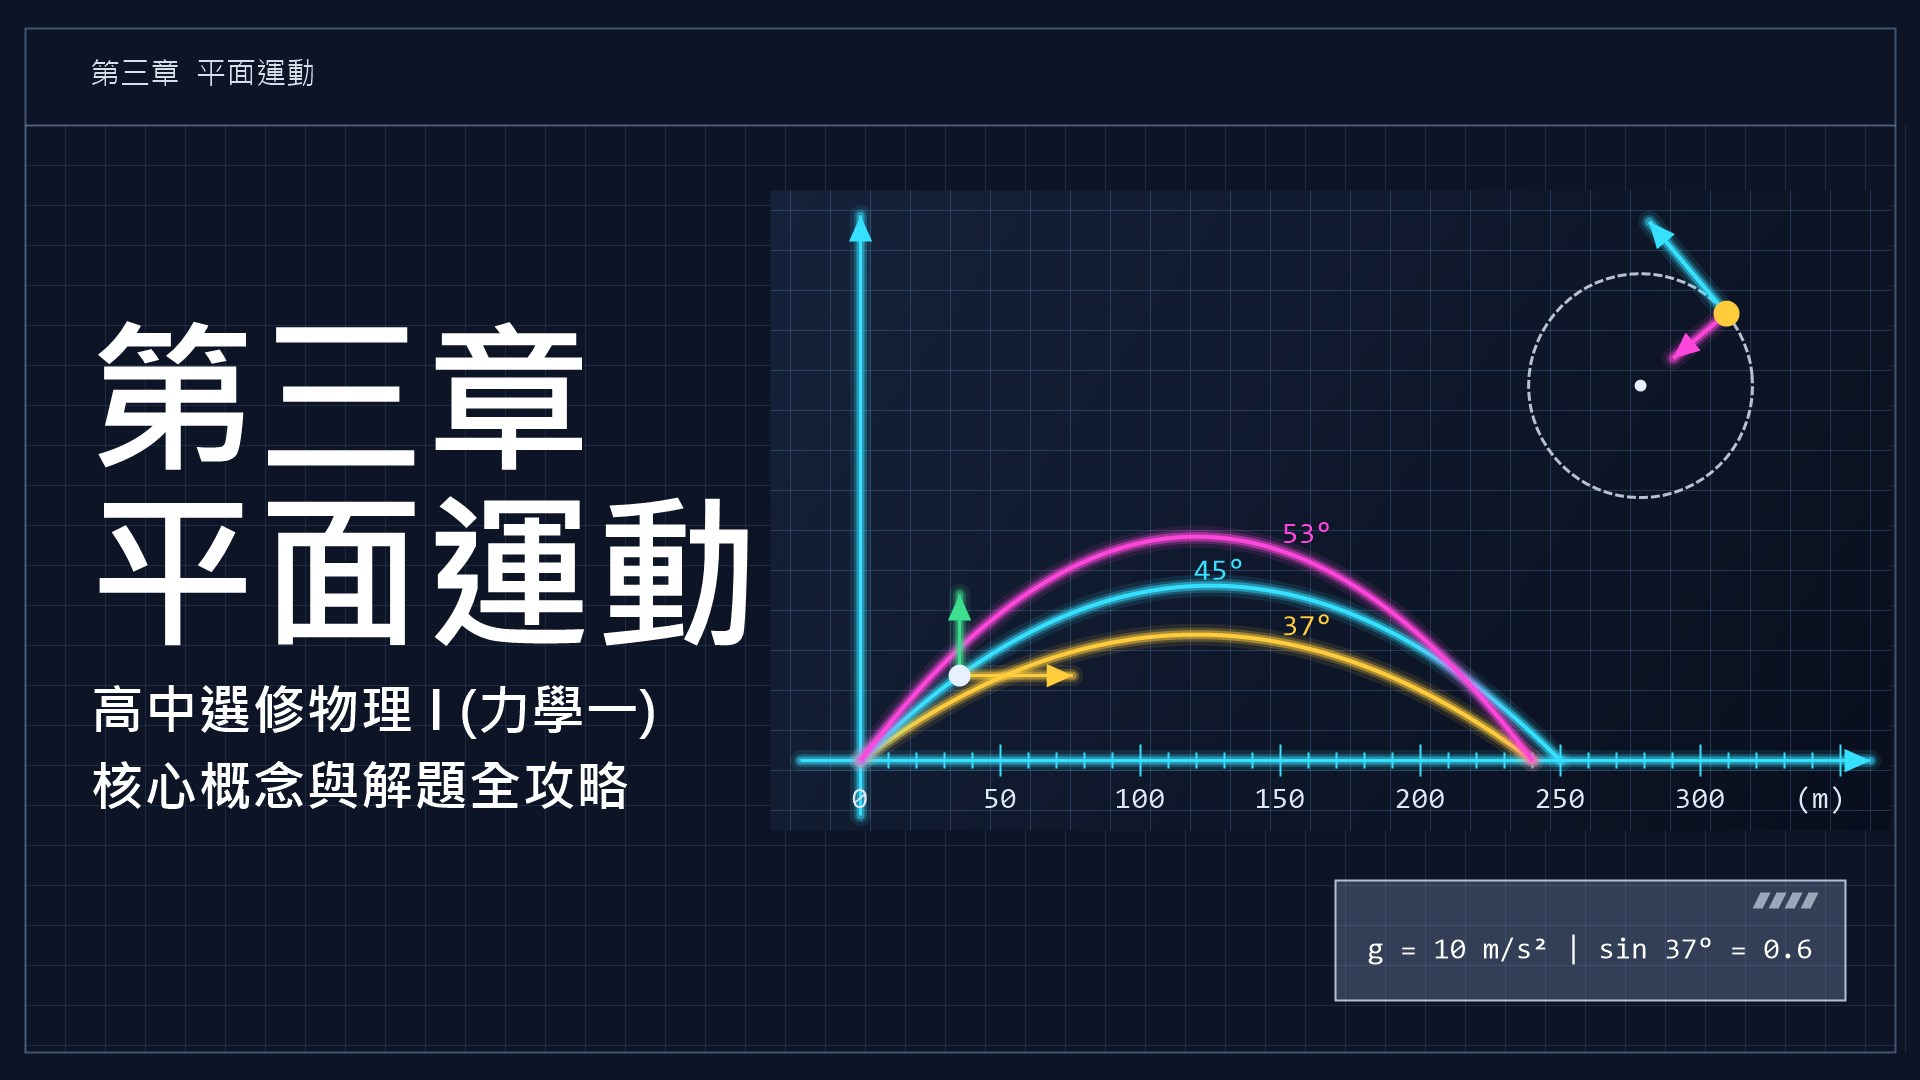 第三章 平面運動
第三章
平面運動
高中選修物理 I (力學一)
核心概念與解題全攻略
53°
45°
37°
0 50 100 150 200 250 300 (m)
g = 10 m/s² | sin 37° = 0.6